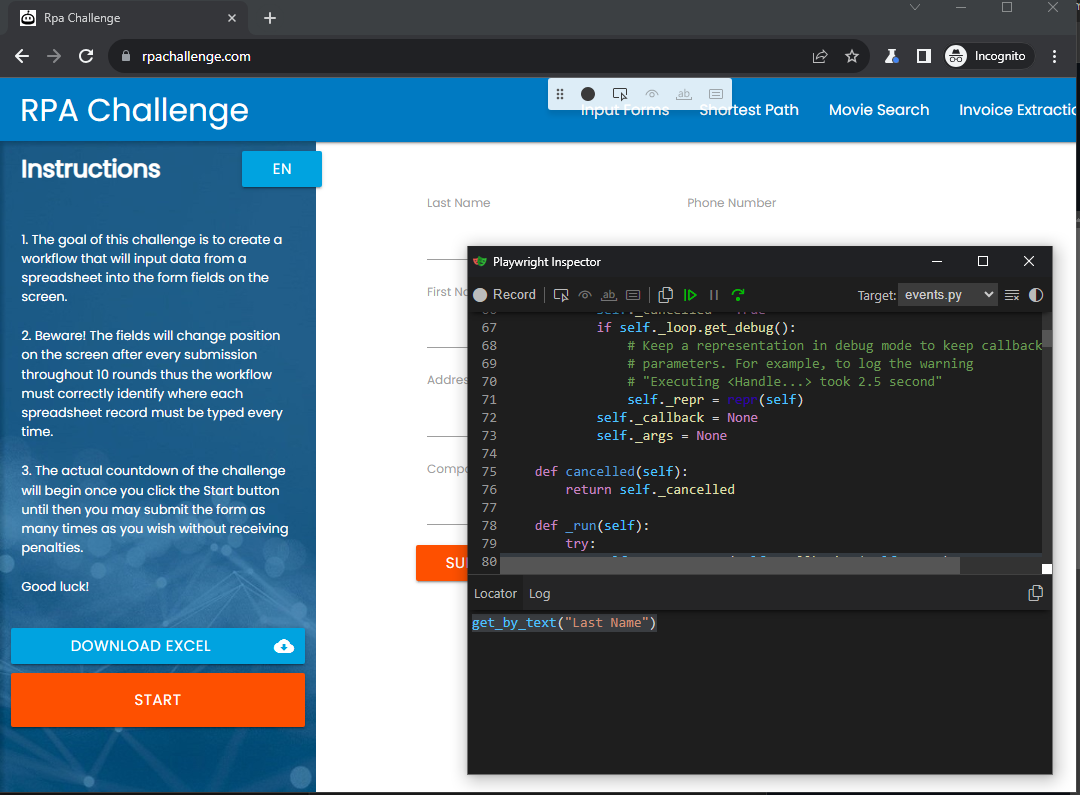 Rpa Challenge
rpachallenge.com
Incognito
RPA Challenge
ab
Input Forms
Shortest Path
Movie Search
Invoice Extractic
Instructions
EN
1. The goal of this challenge is to create a
workflow that will input data from a
spreadsheet into the form fields on the
screen.
2. Beware! The fields will change position
on the screen after every submission
throughout 10 rounds thus the workflow
must correctly identify where each
spreadsheet record must be typed every
time.
3. The actual countdown of the challenge
will begin once you click the Start button
until then you may submit the form as
many times as you wish without receiving
penalties.
Good luck!
DOWNLOAD EXCEL
START
Last Name
Phone Number
First Na
Addres
Compa
SU
Playwright Inspector
Record
ab
Target:
events.py
67 if self._loop.get_debug():
68 # Keep a representation in debug mode to keep callback
69 # parameters. For example, to log the warning
70 # "Executing <Handle...> took 2.5 second"
71 self._repr = repr(self)
72 self._callback = None
73 self._args = None
74
75 def cancelled(self):
76 return self._cancelled
77
78 def _run(self):
79 try:
80
Locator
Log
get_by_text("Last Name")